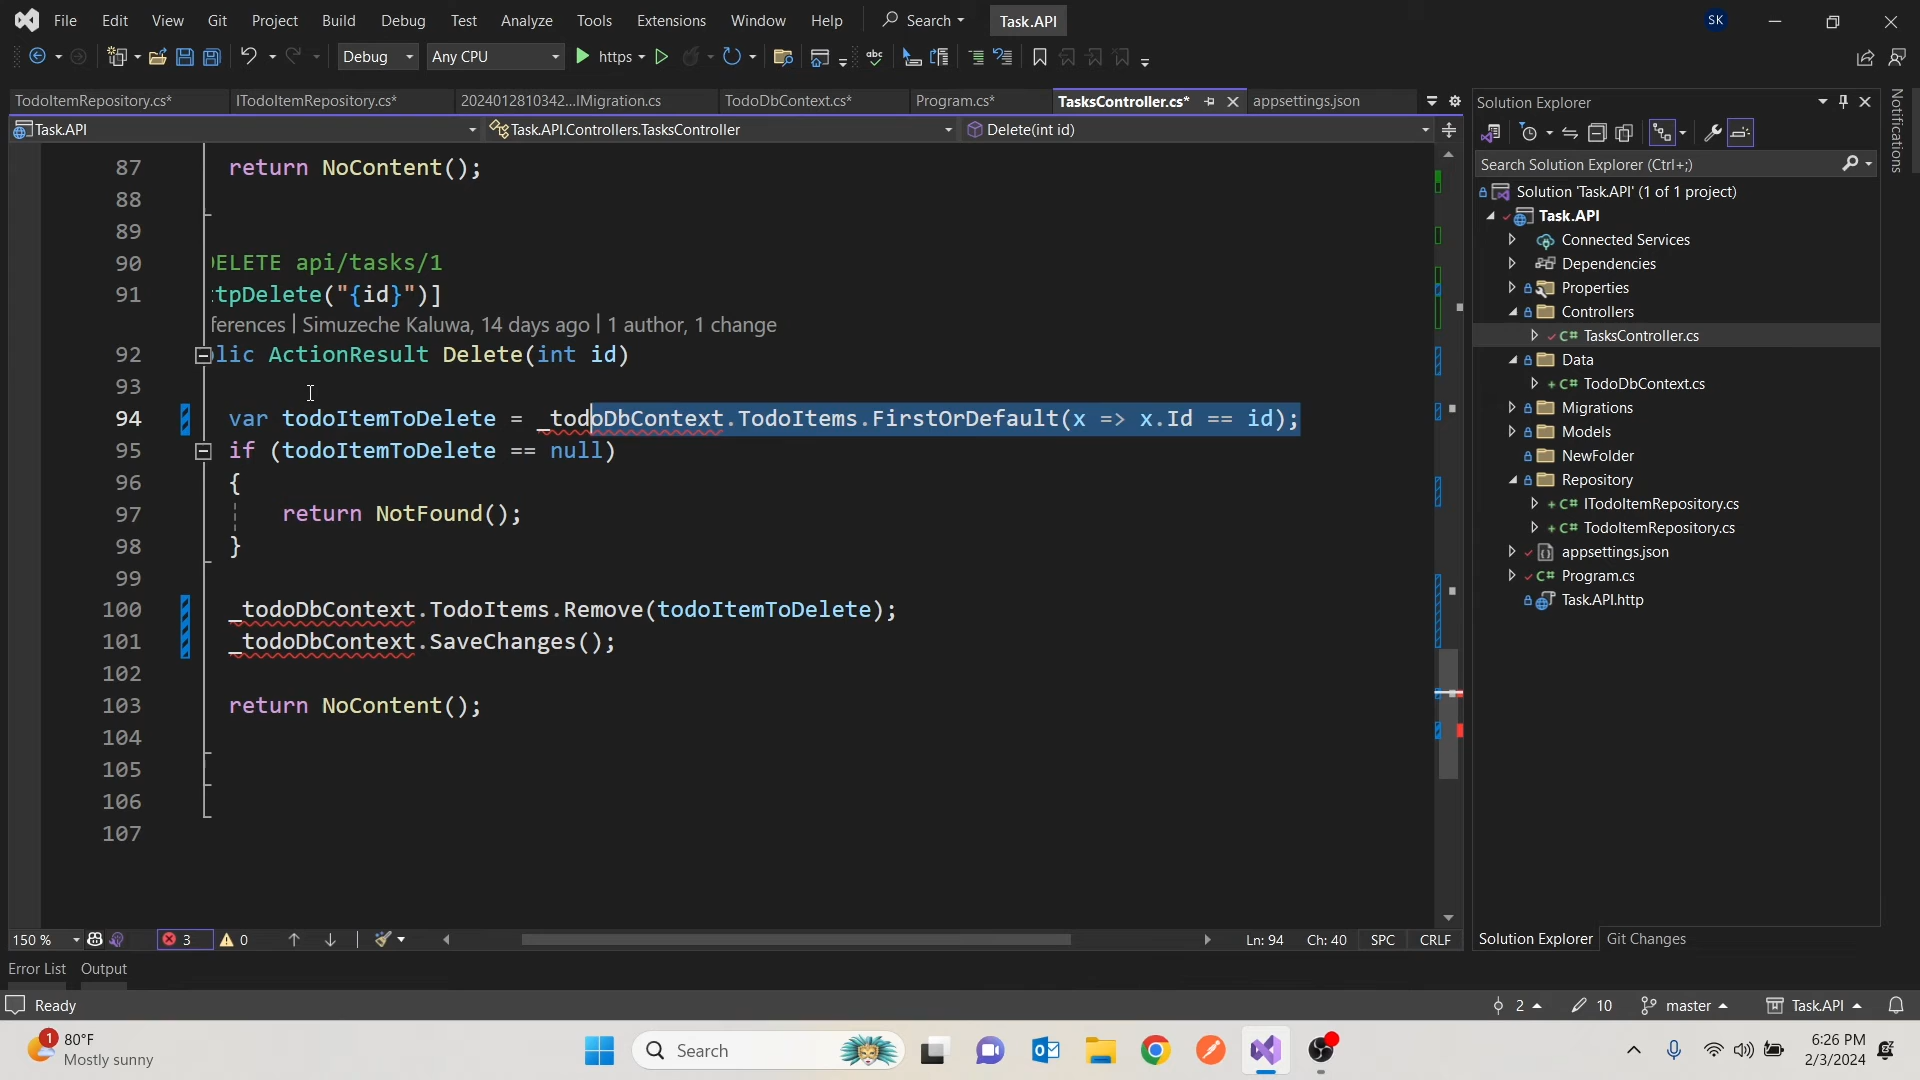 File Edit View Git Project Build Debug Test Analyze Tools Extensions Window Help Search Task.API SK
Debug Any CPU https
TodoItemRepository.cs* ITodoItemRepository.cs* 2024012810342...lMigration.cs TodoDbContext.cs* Program.cs* TasksController.cs* appsettings.json
Task.API Task.API.Controllers.TasksController Delete(int id)
87 return NoContent();
88
89
90 DELETE api/tasks/1
91 tpDelete("{id}")]
ferences | Simuzeche Kaluwa, 14 days ago | 1 author, 1 change
92 lic ActionResult Delete(int id)
93
94 var todoItemToDelete = _todoDbContext.TodoItems.FirstOrDefault(x => x.Id == id);
95 if (todoItemToDelete == null)
96 {
97 return NotFound();
98 }
99
100 _todoDbContext.TodoItems.Remove(todoItemToDelete);
101 _todoDbContext.SaveChanges();
102
103 return NoContent();
104
105
106
107
150 % 3 0 Ln: 94 Ch: 40 SPC CRLF
Solution Explorer
Search Solution Explorer (Ctrl+;)
Solution 'Task.API' (1 of 1 project)
Task.API
Connected Services
Dependencies
Properties
Controllers
C# TasksController.cs
Data
C# TodoDbContext.cs
Migrations
Models
NewFolder
Repository
C# ITodoItemRepository.cs
C# TodoItemRepository.cs
appsettings.json
C# Program.cs
Task.API.http
Solution Explorer Git Changes
Notifications
Error List Output
Ready 2 10 master Task.API
1 80°F
Mostly sunny
Search
6:26 PM
2/3/2024